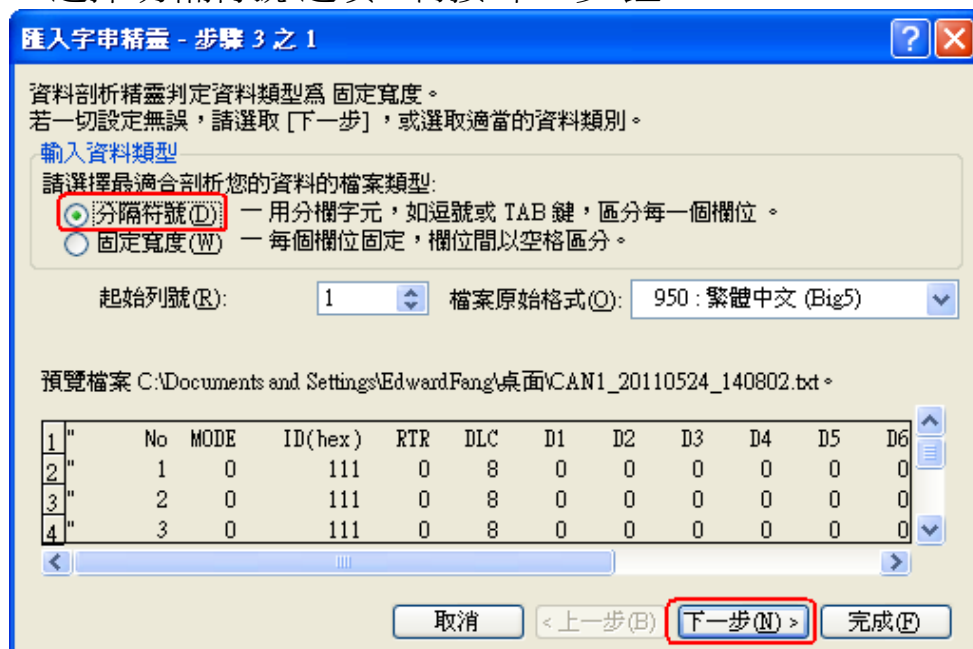 匯入字串精靈 - 步驟 3 之 1
資料剖析精靈判定資料類型為 固定寬度。
若一切設定無誤，請選取 [下一步]，或選取適當的資料類別。
輸入資料類型
請選擇最適合剖析您的資料的檔案類型:
分隔符號(D) — 用分欄字元，如逗號或 TAB 鍵，區分每一個欄位 。
固定寬度(W) — 每個欄位固定，欄位間以空格區分。
起始列號(R): 1 檔案原始格式(O): 950 : 繁體中文 (Big5)
預覽檔案 C:\Documents and Settings\EdwardFang\桌面\CAN1_20110524_140802.txt。
1 " No MODE ID(hex) RTR DLC D1 D2 D3 D4 D5 D6
2 " 1 0 111 0 8 0 0 0 0 0 0
3 " 2 0 111 0 8 0 0 0 0 0 0
4 " 3 0 111 0 8 0 0 0 0 0 0
取消 <上一步(B) 下一步(N) > 完成(F)